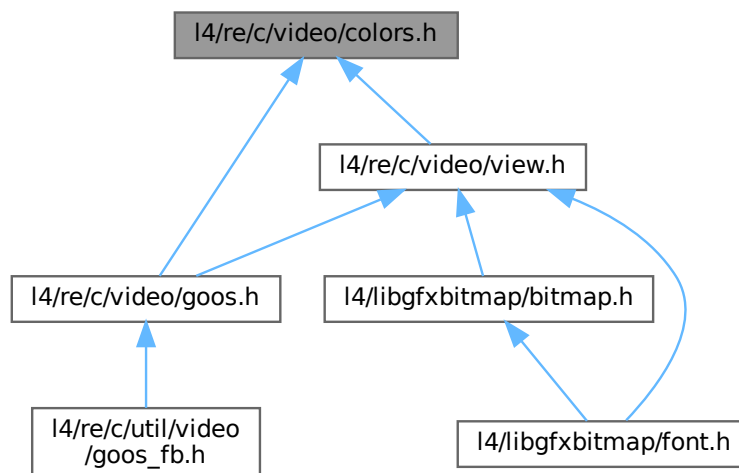 l4/re/c/video/colors.h
l4/re/c/video/view.h
l4/re/c/video/goos.h
l4/libgfxbitmap/bitmap.h
l4/re/c/util/video
/goos_fb.h
l4/libgfxbitmap/font.h